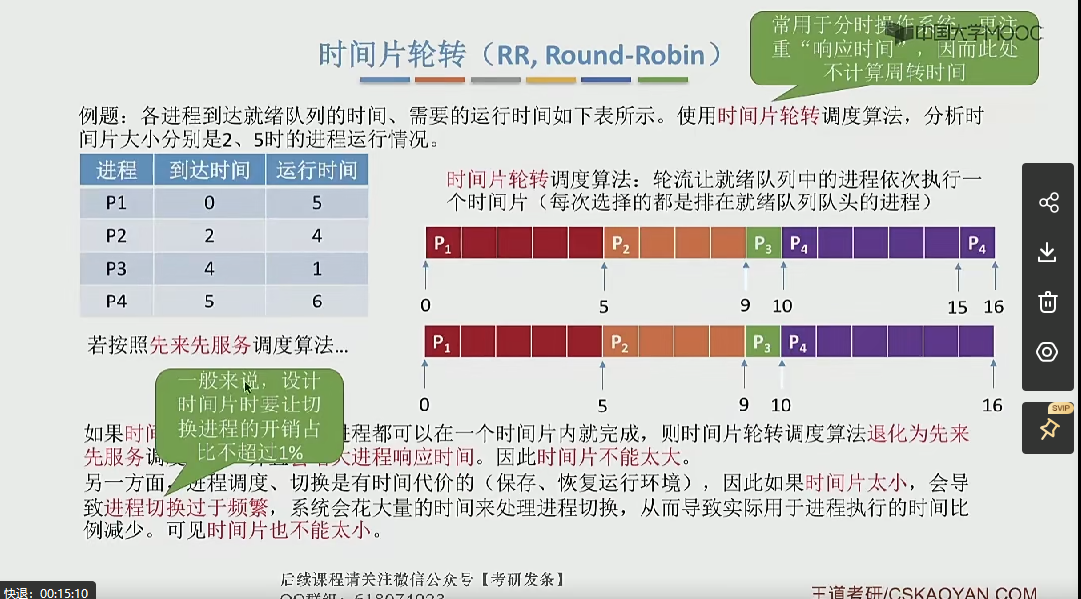 中国大学MOOC
常用于分时操作系统，更注
重“响应时间”，因而此处
不计算周转时间
时间片轮转（RR, Round-Robin）
例题：各进程到达就绪队列的时间、需要的运行时间如下表所示。使用时间片轮转调度算法，分析时
间片大小分别是2、5时的进程运行情况。
进程 到达时间 运行时间
P1 0 5
P2 2 4
P3 4 1
P4 5 6
时间片轮转调度算法：轮流让就绪队列中的进程依次执行一
个时间片（每次选择的都是排在就绪队列队头的进程）
P1 P2 P3 P4 P4
0 5 9 10 15 16
若按照先来先服务调度算法...
P1 P2 P3 P4
0 5 9 10 16
一般来说，设计
时间片时要让切
换进程的开销占
比不超过1%
如果时间 进程都可以在一个时间片内就完成，则时间片轮转调度算法退化为先来
先服务调 大进程响应时间。因此时间片不能太大。
另一方面，进程调度、切换是有时间代价的（保存、恢复运行环境），因此如果时间片太小，会导
致进程切换过于频繁，系统会花大量的时间来处理进程切换，从而导致实际用于进程执行的时间比
例减少。可见时间片也不能太小。
后续课程请关注微信公众号【考研发条】
王道考研/CSKAOYAN.COM
快退：00:15:10
SVIP